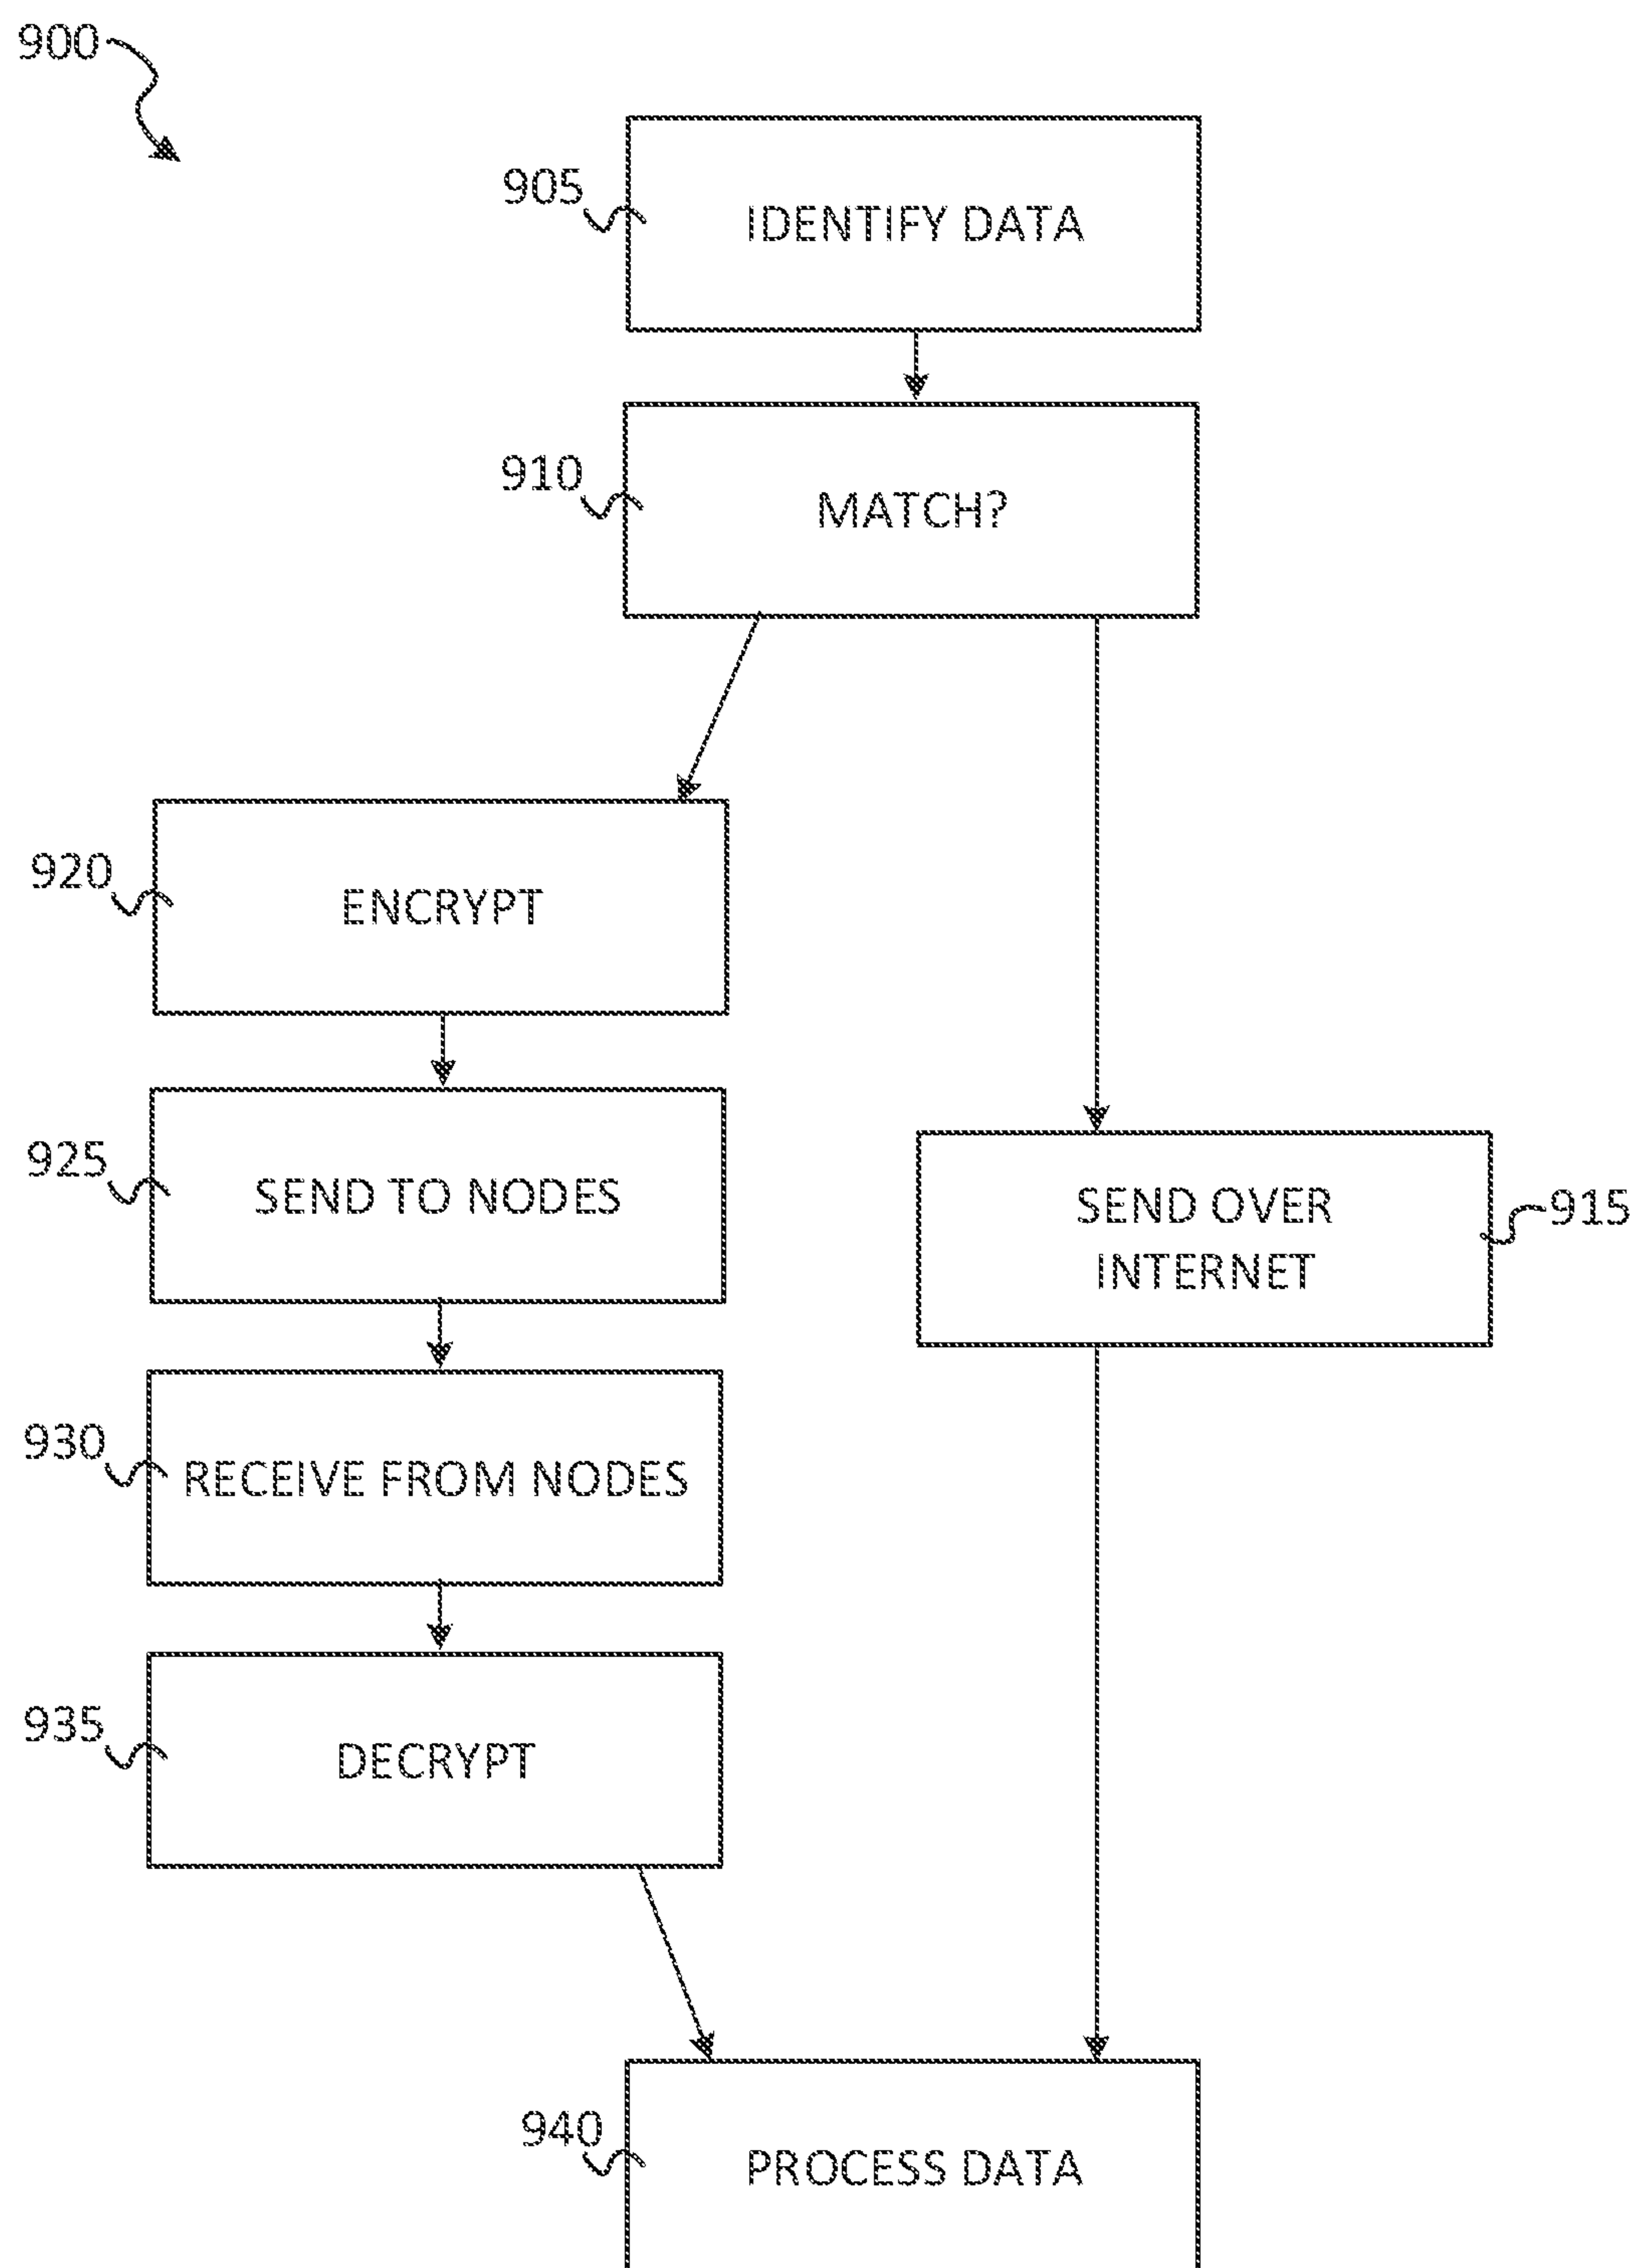 900
905
IDENTIFY DATA
910
MATCH?
920
ENCRYPT
925
SEND TO NODES
SEND OVER
INTERNET
915
930
RECEIVE FROM NODES
935
DECRYPT
940
PROCESS DATA